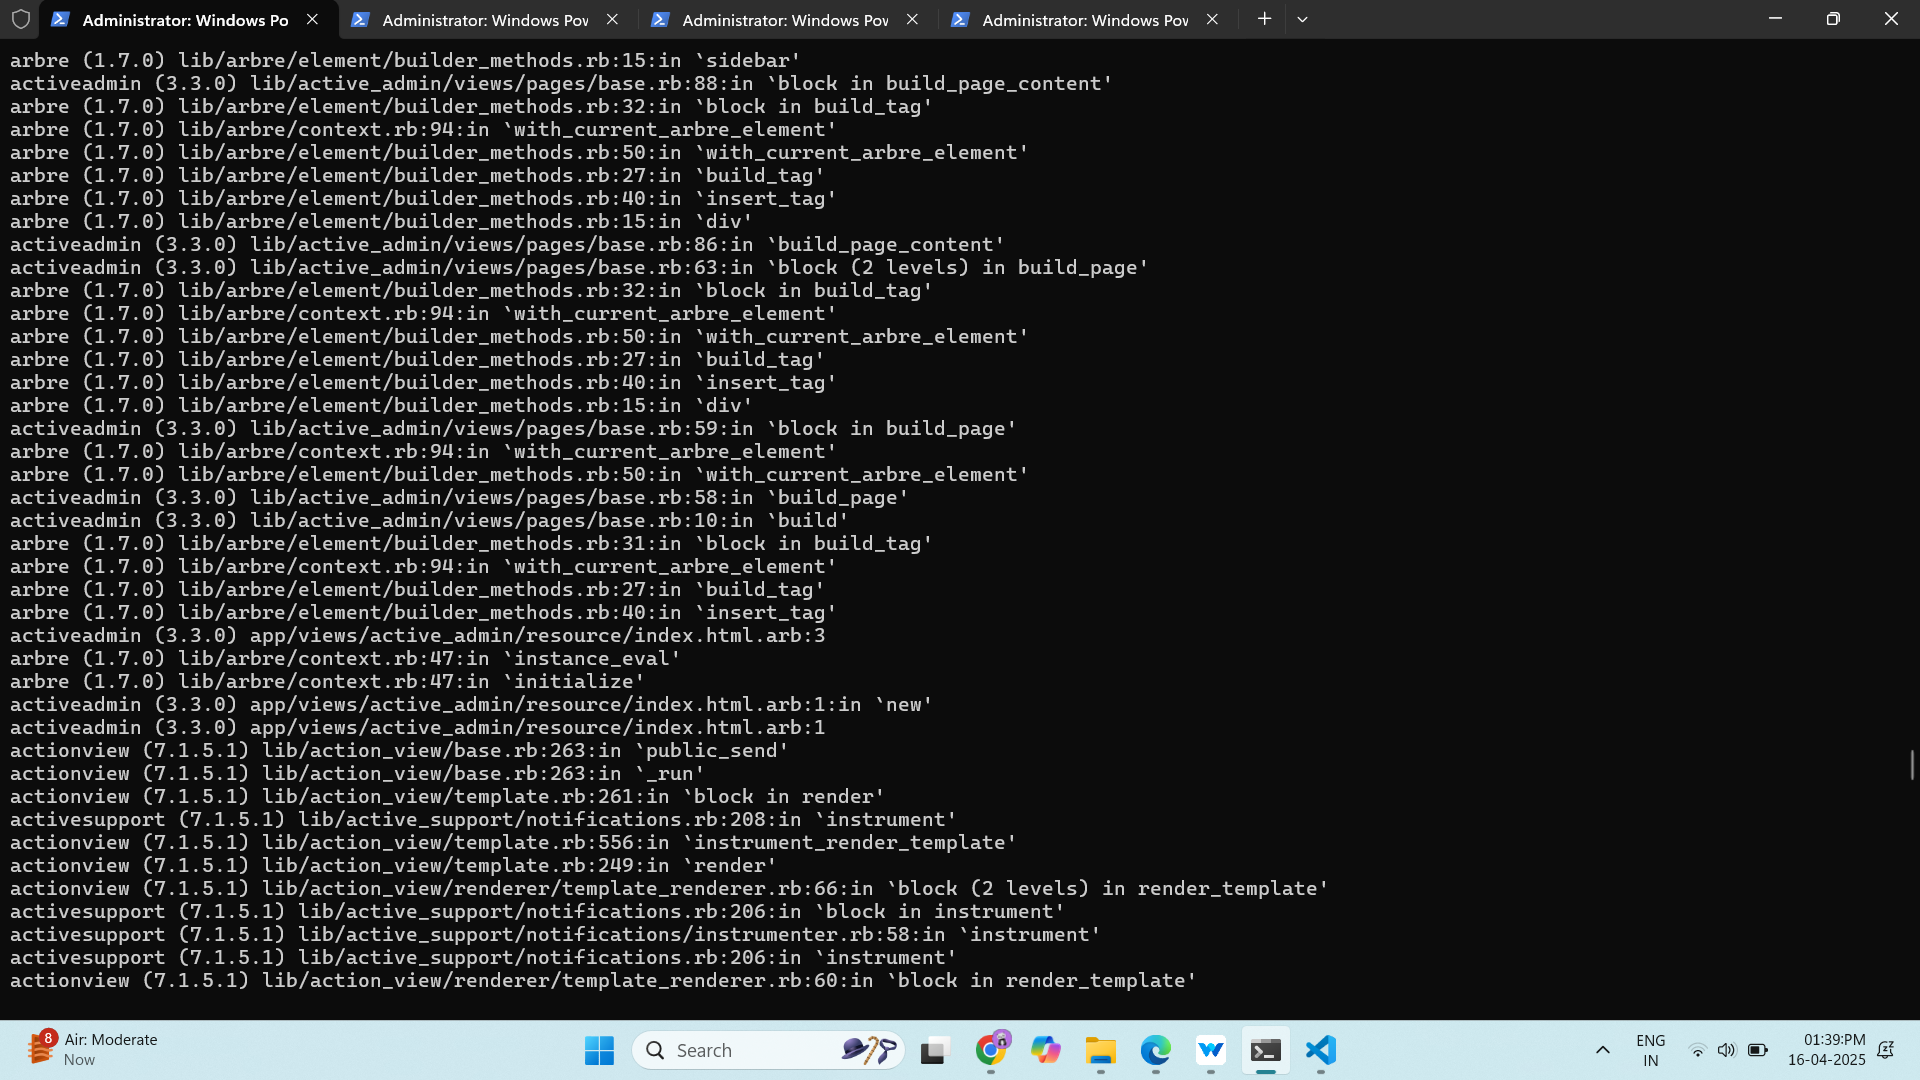 Administrator: Windows Po
Administrator: Windows Pow
Administrator: Windows Pow
Administrator: Windows Pow
arbre (1.7.0) lib/arbre/element/builder_methods.rb:15:in `sidebar'
activeadmin (3.3.0) lib/active_admin/views/pages/base.rb:88:in `block in build_page_content'
arbre (1.7.0) lib/arbre/element/builder_methods.rb:32:in `block in build_tag'
arbre (1.7.0) lib/arbre/context.rb:94:in `with_current_arbre_element'
arbre (1.7.0) lib/arbre/element/builder_methods.rb:50:in `with_current_arbre_element'
arbre (1.7.0) lib/arbre/element/builder_methods.rb:27:in `build_tag'
arbre (1.7.0) lib/arbre/element/builder_methods.rb:40:in `insert_tag'
arbre (1.7.0) lib/arbre/element/builder_methods.rb:15:in `div'
activeadmin (3.3.0) lib/active_admin/views/pages/base.rb:86:in `build_page_content'
activeadmin (3.3.0) lib/active_admin/views/pages/base.rb:63:in `block (2 levels) in build_page'
arbre (1.7.0) lib/arbre/element/builder_methods.rb:32:in `block in build_tag'
arbre (1.7.0) lib/arbre/context.rb:94:in `with_current_arbre_element'
arbre (1.7.0) lib/arbre/element/builder_methods.rb:50:in `with_current_arbre_element'
arbre (1.7.0) lib/arbre/element/builder_methods.rb:27:in `build_tag'
arbre (1.7.0) lib/arbre/element/builder_methods.rb:40:in `insert_tag'
arbre (1.7.0) lib/arbre/element/builder_methods.rb:15:in `div'
activeadmin (3.3.0) lib/active_admin/views/pages/base.rb:59:in `block in build_page'
arbre (1.7.0) lib/arbre/context.rb:94:in `with_current_arbre_element'
arbre (1.7.0) lib/arbre/element/builder_methods.rb:50:in `with_current_arbre_element'
activeadmin (3.3.0) lib/active_admin/views/pages/base.rb:58:in `build_page'
activeadmin (3.3.0) lib/active_admin/views/pages/base.rb:10:in `build'
arbre (1.7.0) lib/arbre/element/builder_methods.rb:31:in `block in build_tag'
arbre (1.7.0) lib/arbre/context.rb:94:in `with_current_arbre_element'
arbre (1.7.0) lib/arbre/element/builder_methods.rb:27:in `build_tag'
arbre (1.7.0) lib/arbre/element/builder_methods.rb:40:in `insert_tag'
activeadmin (3.3.0) app/views/active_admin/resource/index.html.arb:3
arbre (1.7.0) lib/arbre/context.rb:47:in `instance_eval'
arbre (1.7.0) lib/arbre/context.rb:47:in `initialize'
activeadmin (3.3.0) app/views/active_admin/resource/index.html.arb:1:in `new'
activeadmin (3.3.0) app/views/active_admin/resource/index.html.arb:1
actionview (7.1.5.1) lib/action_view/base.rb:263:in `public_send'
actionview (7.1.5.1) lib/action_view/base.rb:263:in `_run'
actionview (7.1.5.1) lib/action_view/template.rb:261:in `block in render'
activesupport (7.1.5.1) lib/active_support/notifications.rb:208:in `instrument'
actionview (7.1.5.1) lib/action_view/template.rb:556:in `instrument_render_template'
actionview (7.1.5.1) lib/action_view/template.rb:249:in `render'
actionview (7.1.5.1) lib/action_view/renderer/template_renderer.rb:66:in `block (2 levels) in render_template'
activesupport (7.1.5.1) lib/active_support/notifications.rb:206:in `block in instrument'
activesupport (7.1.5.1) lib/active_support/notifications/instrumenter.rb:58:in `instrument'
activesupport (7.1.5.1) lib/active_support/notifications.rb:206:in `instrument'
actionview (7.1.5.1) lib/action_view/renderer/template_renderer.rb:60:in `block in render_template'
8
Air: Moderate
Now
Search
ENG
IN
01:39:PM
16-04-2025